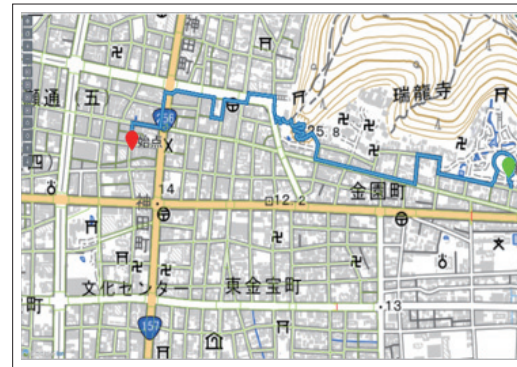 神田町
通（五）
256
瑞龍寺
25.8
始点
四）
14
金園町
12.2
神田町
文化センター
東金宝町
町
13
157